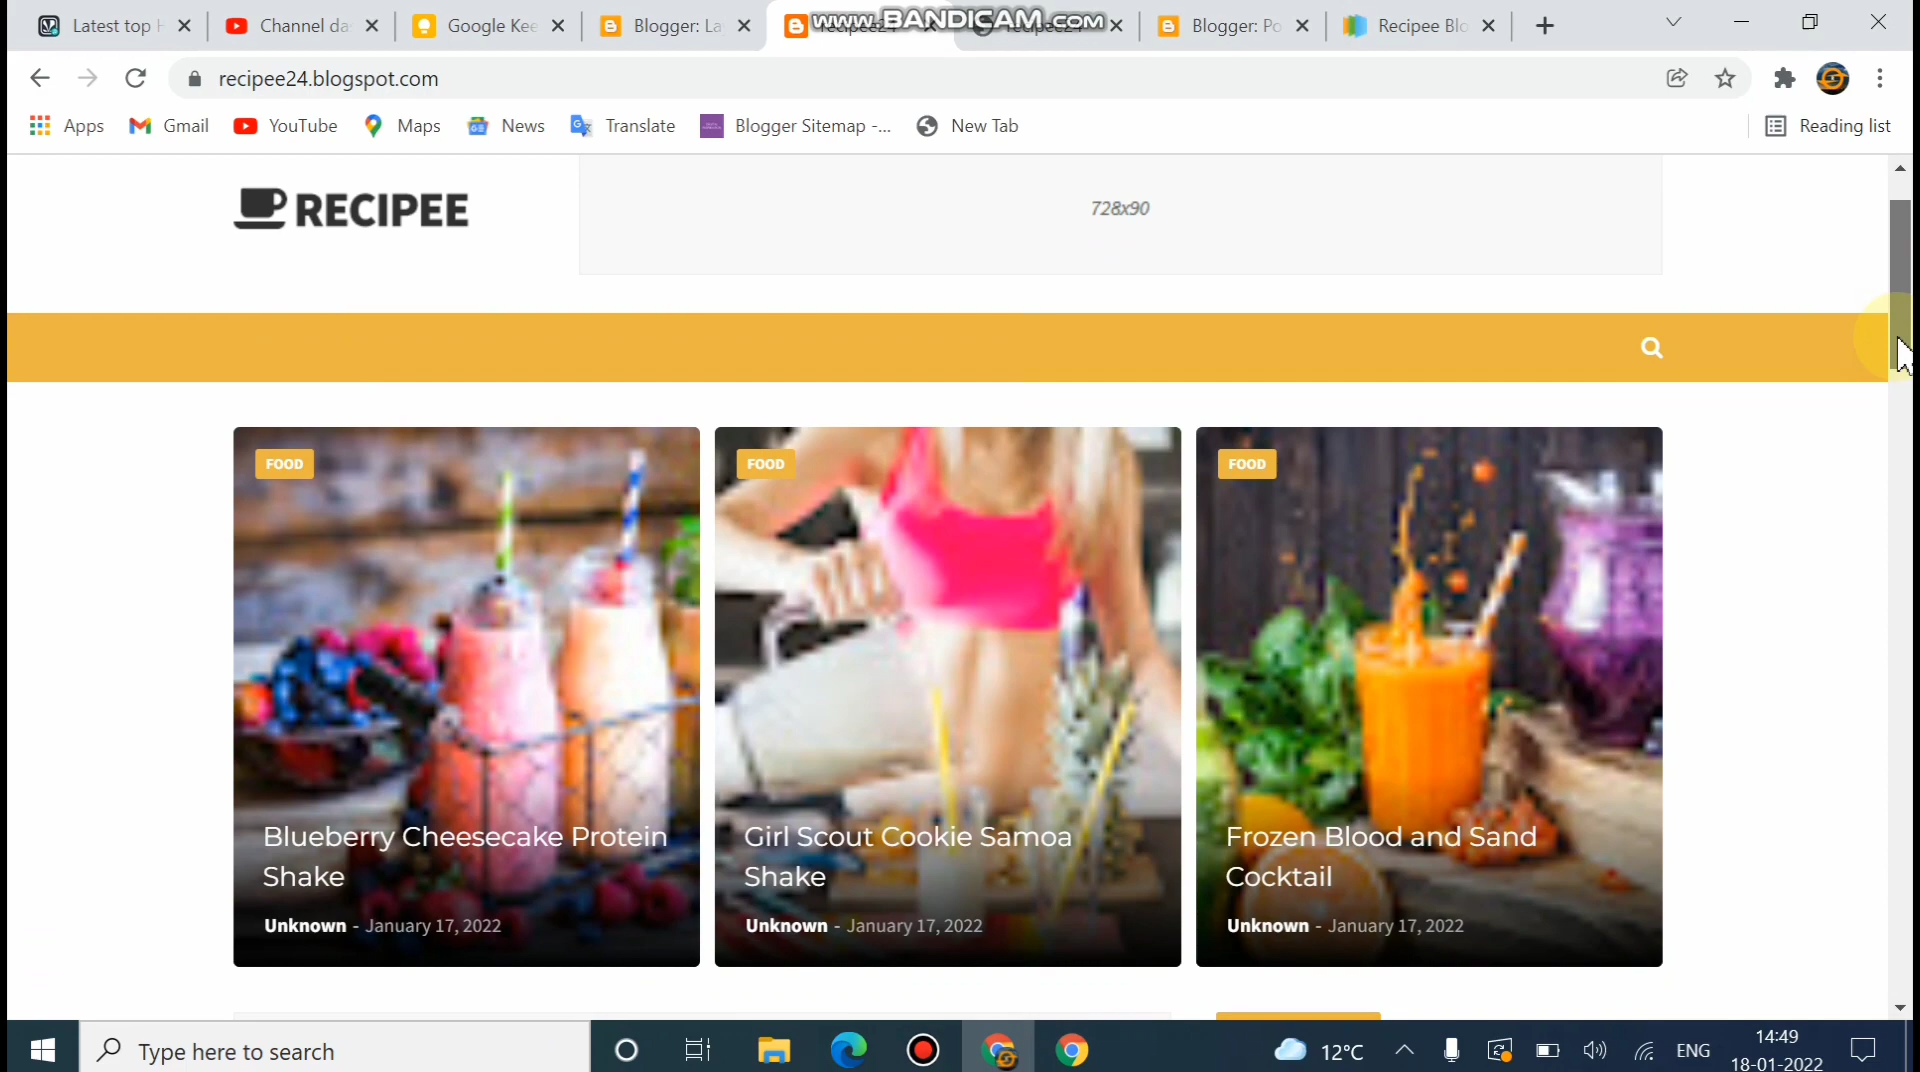 Latest top H
Channel da
Google Kee
Blogger: La
recipee24
www.BANDICAM.COM
recipee24
Blogger: Po
Recipee Blo
recipee24.blogspot.com
Apps
Gmail
YouTube
Maps
News
Translate
Blogger Sitemap -...
New Tab
Reading list
RECIPEE
728x90
FOOD
Blueberry Cheesecake Protein
Shake
Unknown - January 17, 2022
FOOD
Girl Scout Cookie Samoa
Shake
Unknown - January 17, 2022
FOOD
Frozen Blood and Sand
Cocktail
Unknown - January 17, 2022
Type here to search
12°C
ENG
14:49
18-01-2022